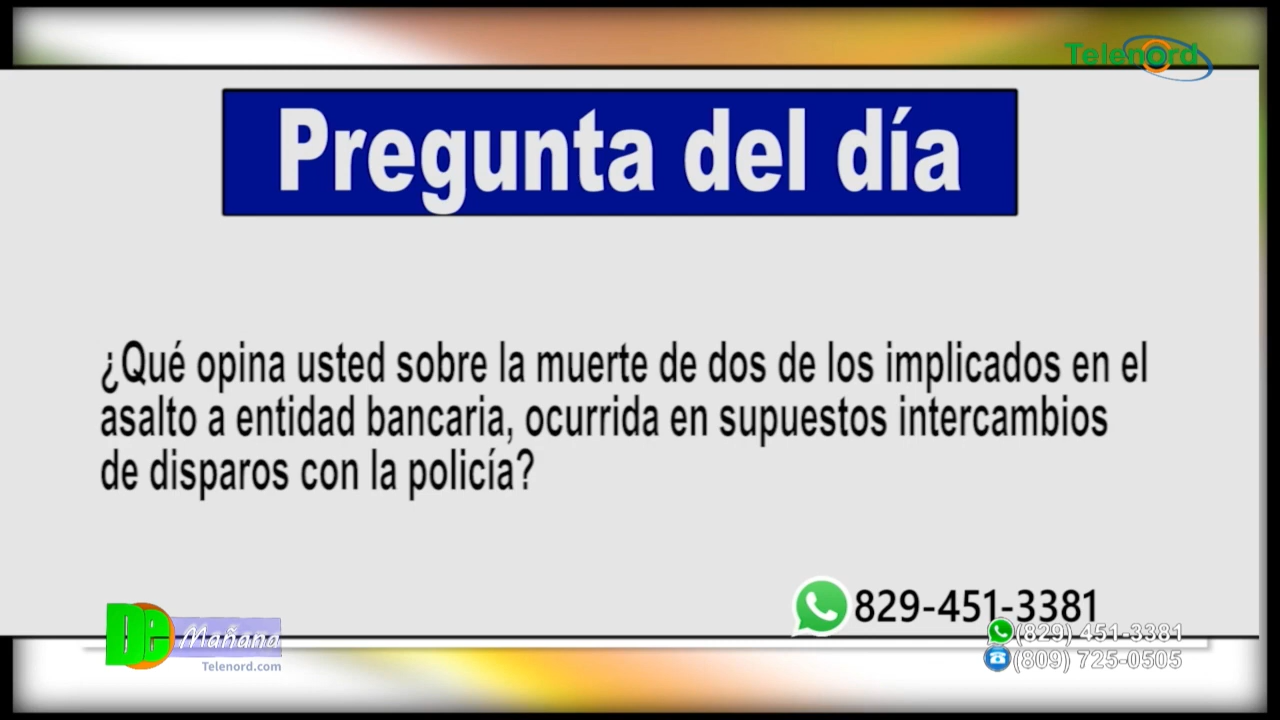 Telenord
Pregunta del día
¿Qué opina usted sobre la muerte de dos de los implicados en el
asalto a entidad bancaria, ocurrida en supuestos intercambios
de disparos con la policía?
829-451-3381
(829) 451-3381
(809) 725-0505
De Mañana
Telenord.com